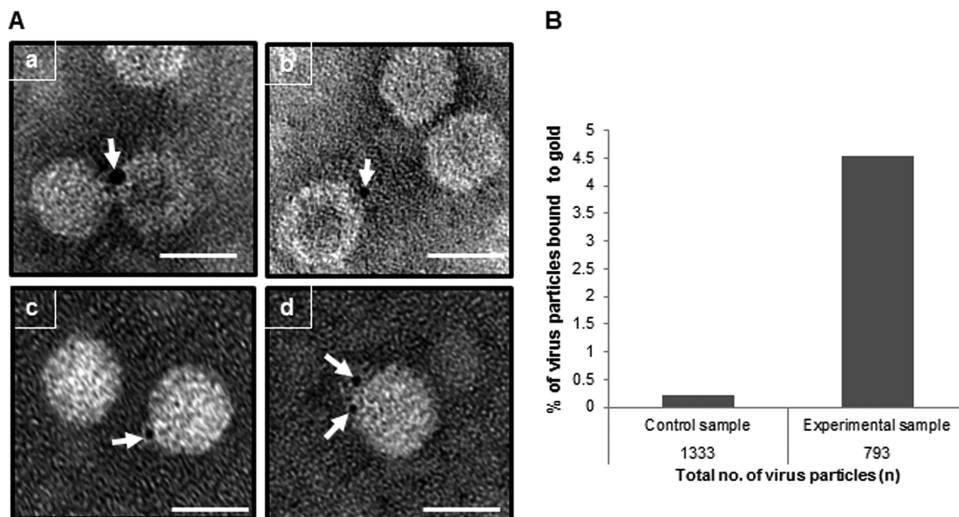 A
B
a
b
c
d
% of virus particles bound to gold
5
4.5
4
3.5
3
2.5
2
1.5
1
0.5
0
Control sample
Experimental sample
1333
793
Total no. of virus particles (n)